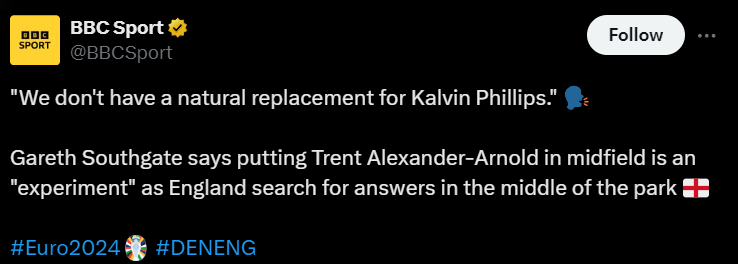 BBC
SPORT
BBC Sport
@BBCSport
Follow
"We don't have a natural replacement for Kalvin Phillips." 🗣️
Gareth Southgate says putting Trent Alexander-Arnold in midfield is an
"experiment" as England search for answers in the middle of the park 🏴󠁧󠁢󠁥󠁮󠁧󠁿
#Euro2024 #DENENG